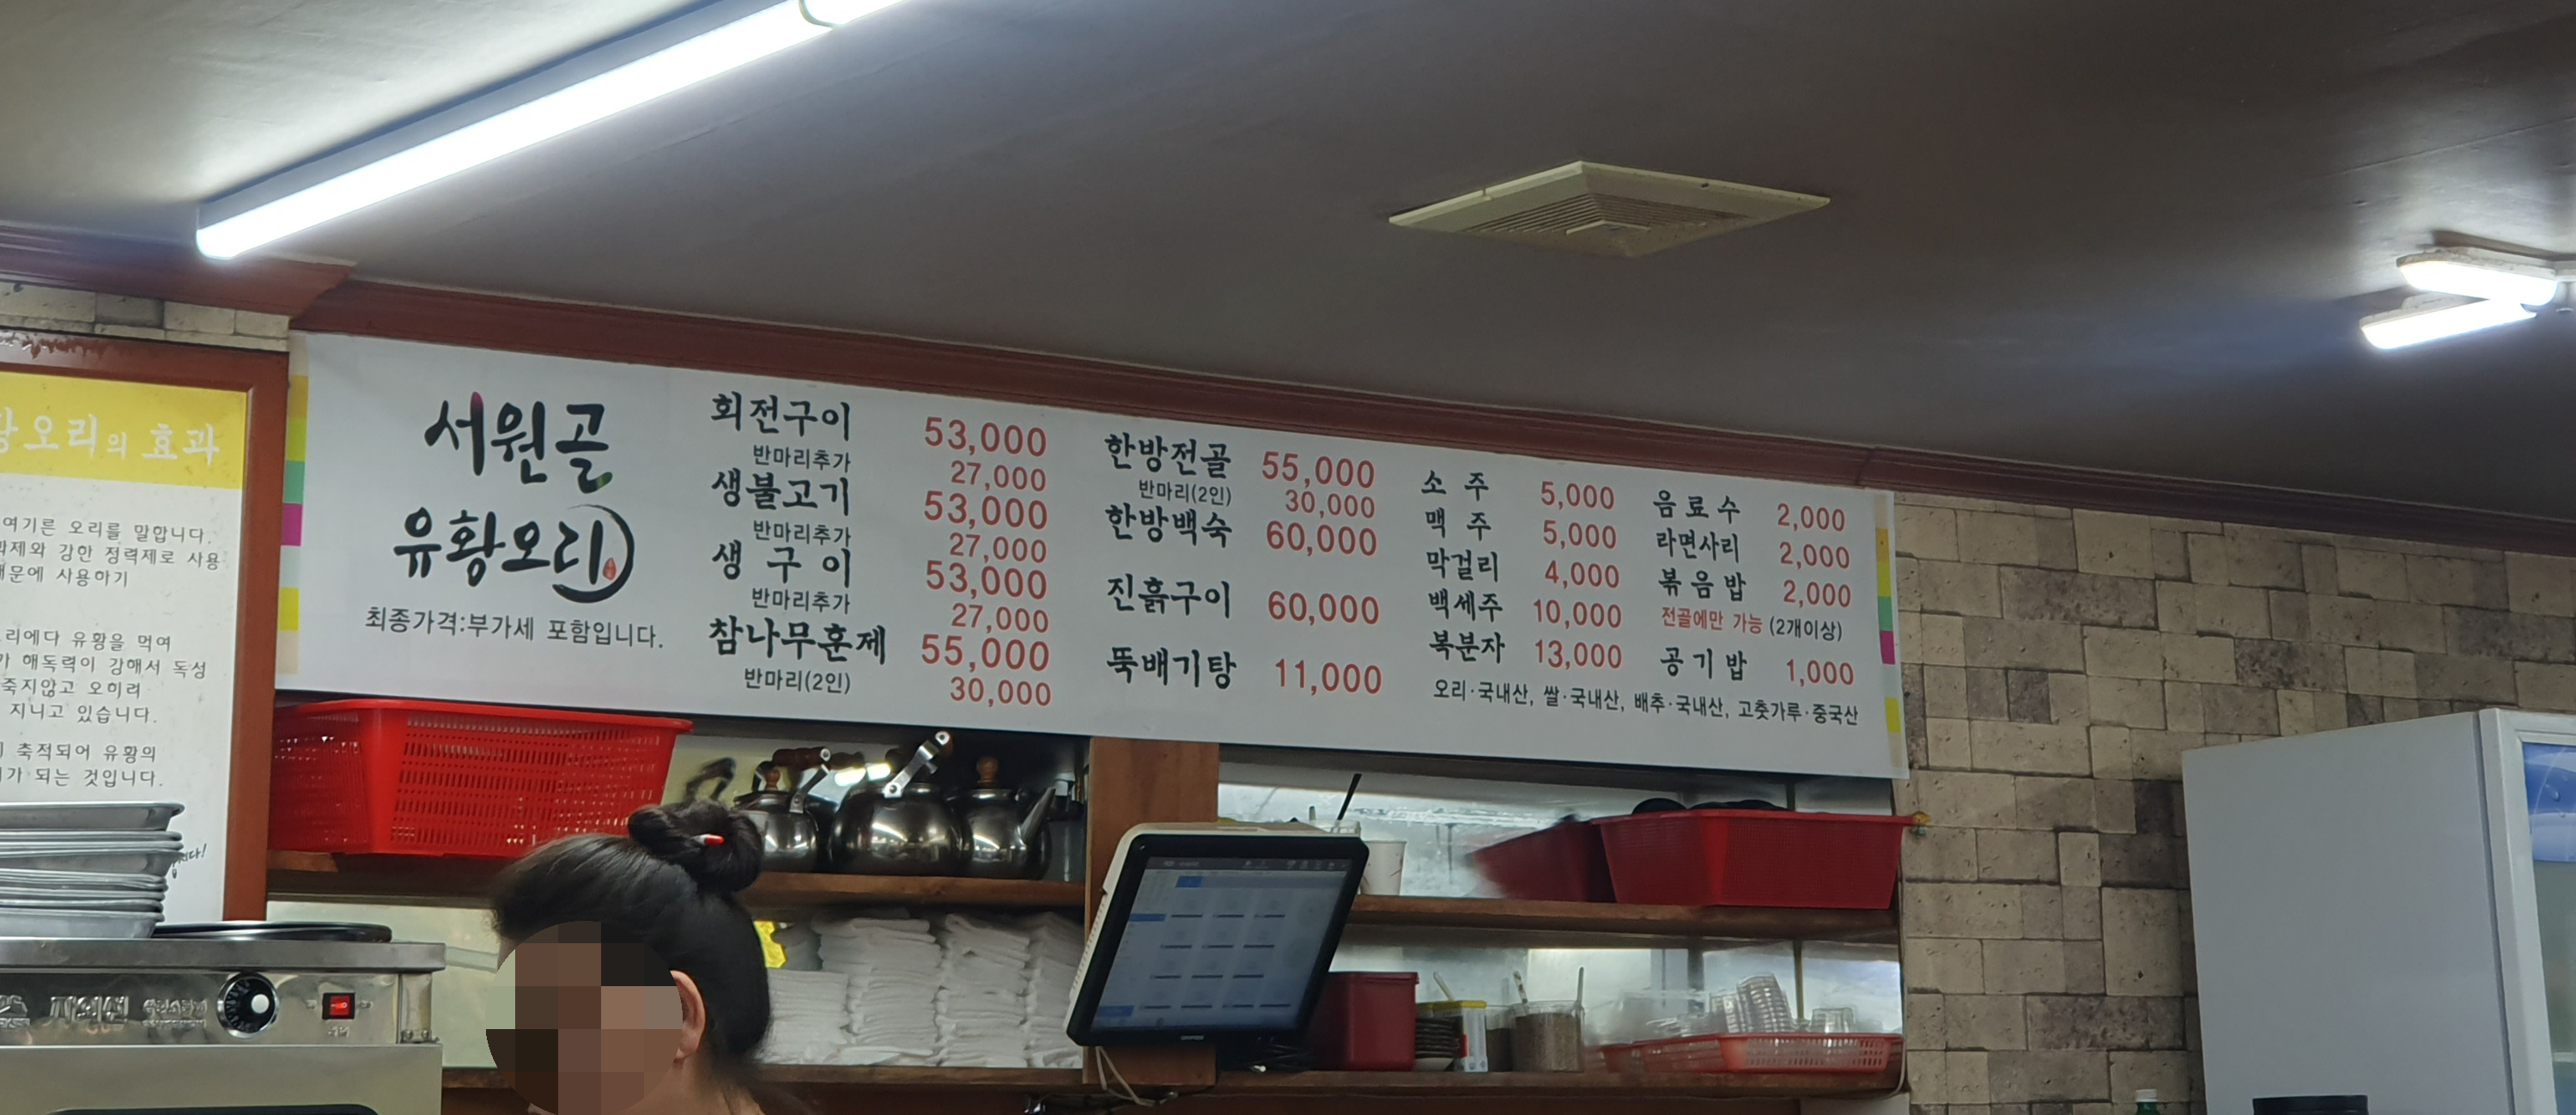 황오리의 효과
여기른 오리를 말합니다.
강한 정력제로 사용
때문에 사용하기
오리에다 유황을 먹여
해독력이 강해서 독성
죽지않고 오히려
지니고 있습니다.
축적되어 유황의
되는 것입니다.
서원골
유황오리
최종가격:부가세 포함입니다.
회전구이 53,000
반마리추가 27,000
생불고기 53,000
반마리추가 27,000
생 구 이 53,000
반마리추가 27,000
참나무훈제 55,000
반마리(2인) 30,000
한방전골 55,000
반마리(2인) 30,000
한방백숙 60,000
진흙구이 60,000
뚝배기탕 11,000
소 주 5,000
맥 주 5,000
막걸리 4,000
백세주 10,000
복분자 13,000
음 료 수 2,000
라면사리 2,000
볶 음 밥 2,000
전골에만 가능 (2개이상)
공 기 밥 1,000
오리·국내산, 쌀·국내산, 배추·국내산, 고춧가루·중국산
자외선